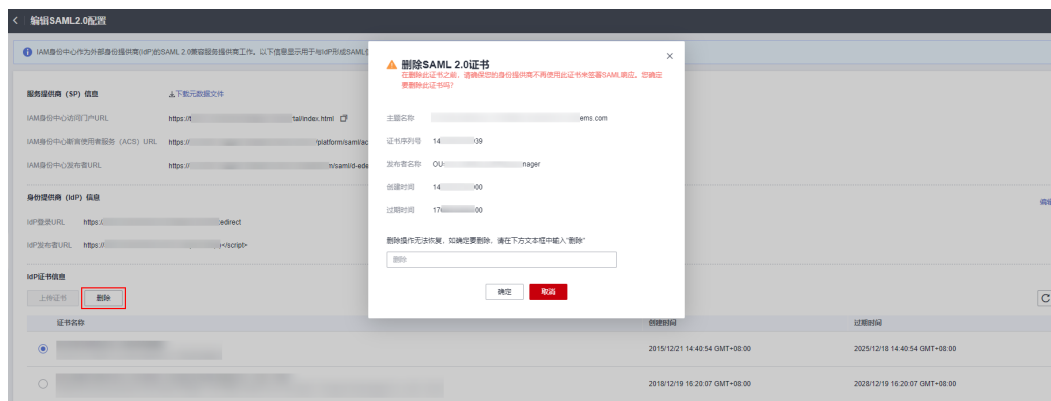 编辑SAML2.0配置
IAM身份中心作为外部身份提供商(IdP)的SAML 2.0兼容服务提供商工作。以下信息显示用于与IdP形成SAML
删除SAML 2.0证书
在删除此证书之前，请确保您的身份提供商不再使用此证书来签署SAML响应。您确定
要删除此证书吗？
服务提供商（SP）信息
下载元数据文件
IAM身份中心访问门户URL https://t tal/index.html
IAM身份中心断言使用者服务（ACS）URL https:// /platform/saml/ac
IAM身份中心发布者URL https:// n/saml/d-ede
主题名称 ems.com
证书序列号 14 39
发布者名称 OU nager
创建时间 14 00
过期时间 17 00
身份提供商（IdP）信息
编辑
IdP登录URL https:/ edirect
IdP发布者URL https:/ </script>
删除操作无法恢复，如确定要删除，请在下方文本框中输入"删除"
删除
确定 取消
IdP证书信息
上传证书 删除
证书名称 创建时间 过期时间
2015/12/21 14:40:54 GMT+08:00 2025/12/18 14:40:54 GMT+08:00
2018/12/19 16:20:07 GMT+08:00 2028/12/19 16:20:07 GMT+08:00